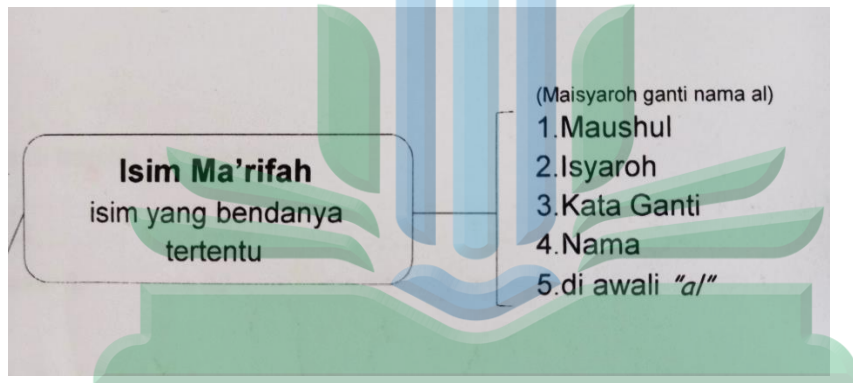 Isim Ma'rifah
isim yang bendanya
tertentu
(Maisyaroh ganti nama al)
1.Maushul
2.Isyaroh
3.Kata Ganti
4.Nama
5.di awali "al"